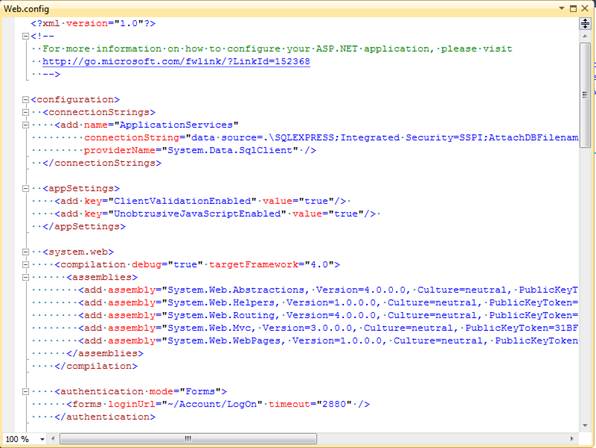 Web.config
<?xml version="1.0"?>
<!--
For more information on how to configure your ASP.NET application, please visit
http://go.microsoft.com/fwlink/?LinkId=152368
-->
<configuration>
<connectionStrings>
<add name="ApplicationServices"
connectionString="data source=.\SQLEXPRESS;Integrated Security=SSPI;AttachDBFilenam
providerName="System.Data.SqlClient" />
</connectionStrings>
<appSettings>
<add key="ClientValidationEnabled" value="true"/>
<add key="UnobtrusiveJavaScriptEnabled" value="true"/>
</appSettings>
<system.web>
<compilation debug="true" targetFramework="4.0">
<assemblies>
<add assembly="System.Web.Abstractions, Version=4.0.0.0, Culture=neutral, PublicKeyT
<add assembly="System.Web.Helpers, Version=1.0.0.0, Culture=neutral, PublicKeyToken=
<add assembly="System.Web.Routing, Version=4.0.0.0, Culture=neutral, PublicKeyToken=
<add assembly="System.Web.Mvc, Version=3.0.0.0, Culture=neutral, PublicKeyToken=31BF
<add assembly="System.Web.WebPages, Version=1.0.0.0, Culture=neutral, PublicKeyToken
</assemblies>
</compilation>
<authentication mode="Forms">
<forms loginUrl="~/Account/LogOn" timeout="2880" />
</authentication>
100 %